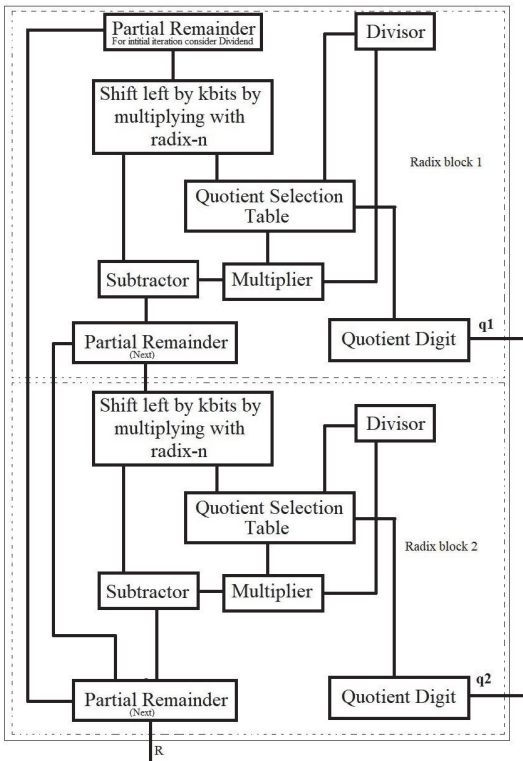 Partial Remainder
For intitial iteration consider Dividend
Divisor
Shift left by kbits by
multiplying with
radix-n
Radix block 1
Quotient Selection
Table
Subtractor
Multiplier
q1
Partial Remainder
(Next)
Quotient Digit
Shift left by kbits by
multiplying with
radix-n
Divisor
Quotient Selection
Table
Radix block 2
Subtractor
Multiplier
q2
Partial Remainder
(Next)
Quotient Digit
R